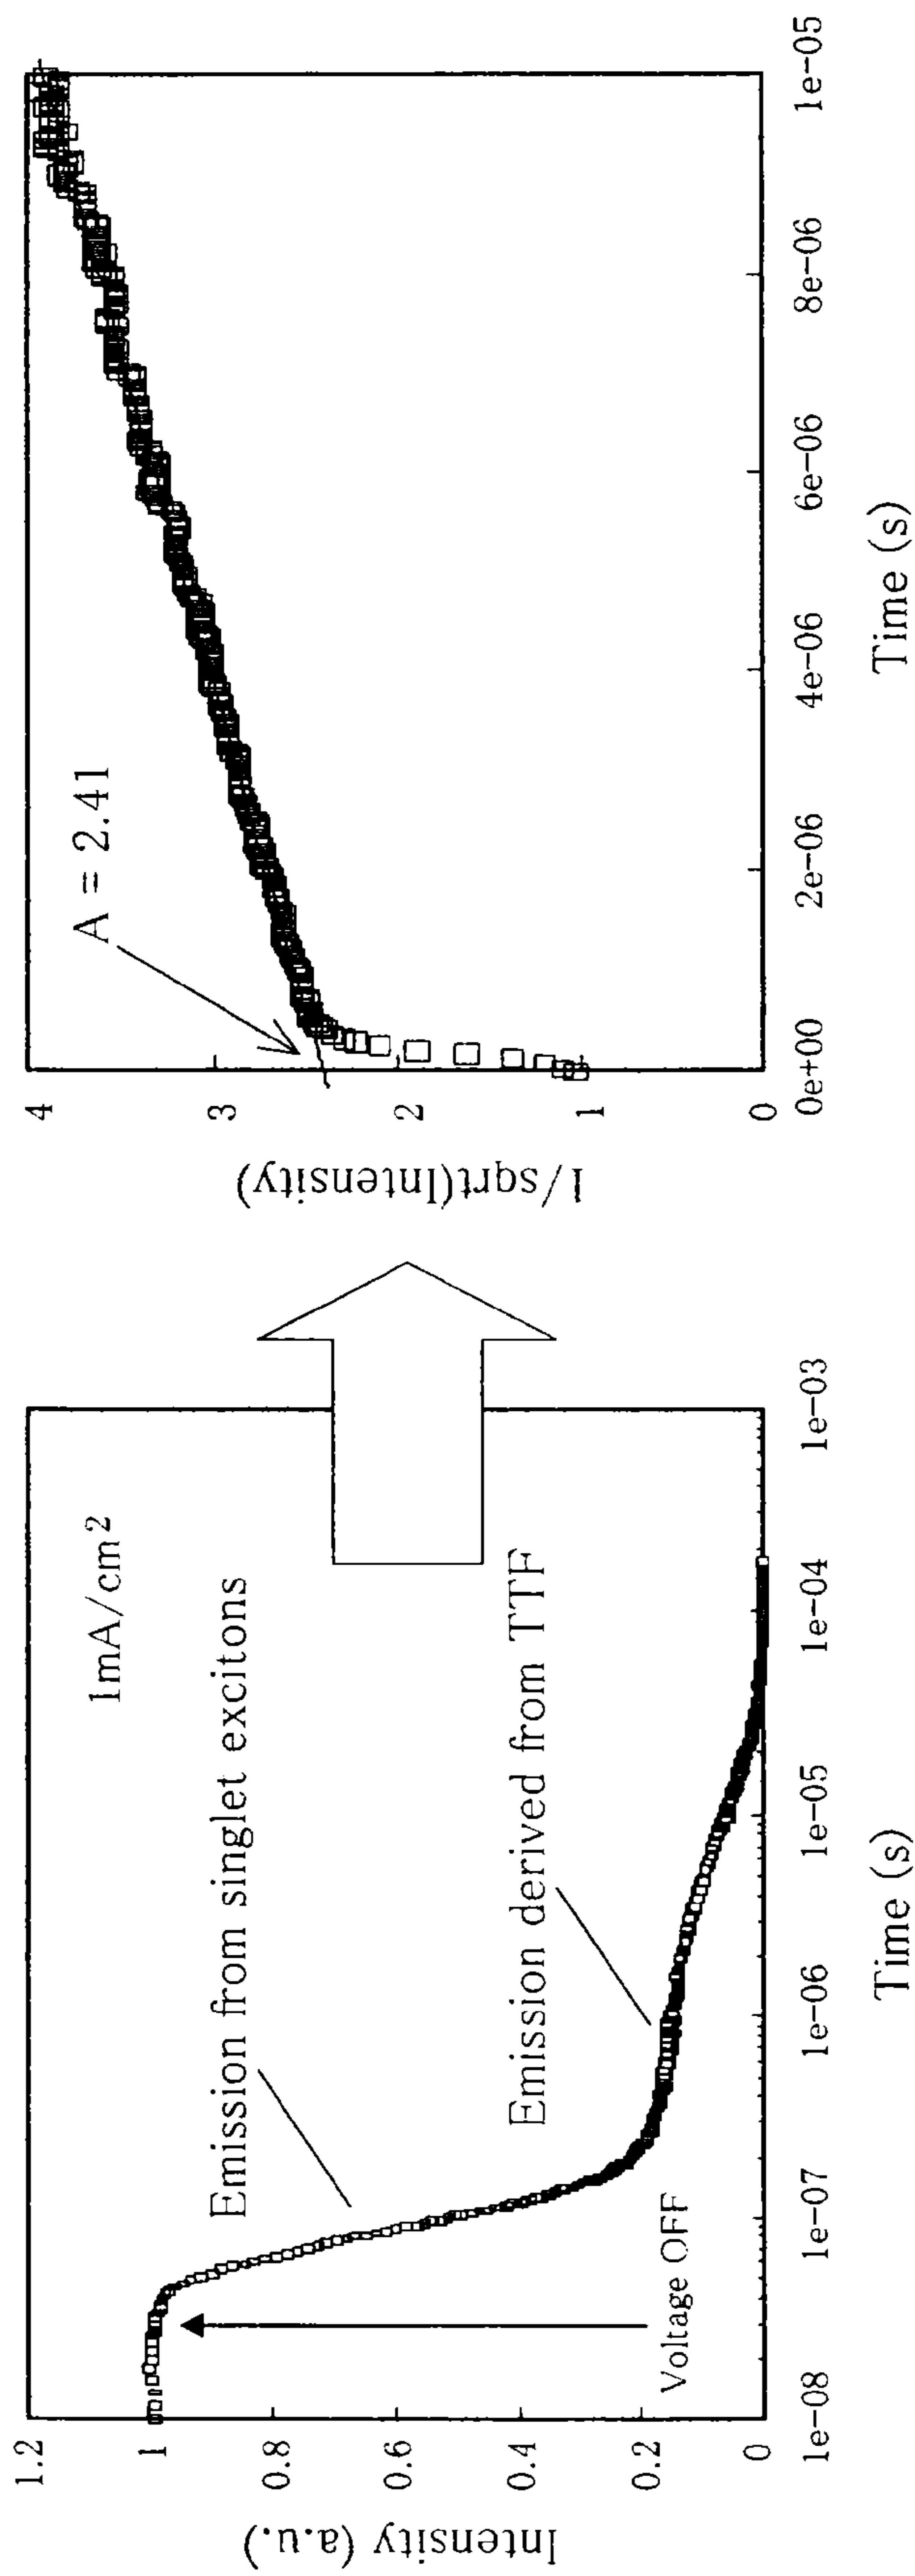 Intensity (a.u.)
1.2
1
0.8
0.6
0.4
0.2
0
1mA/cm²
Emission from singlet excitons
Emission derived from TTF
Voltage OFF
1e-08
1e-07
1e-06
1e-05
1e-04
1e-03
Time (s)
1/sqrt(Intensity)
4
3
2
1
0
A = 2.41
0e+00
2e-06
4e-06
6e-06
8e-06
1e-05
Time (s)